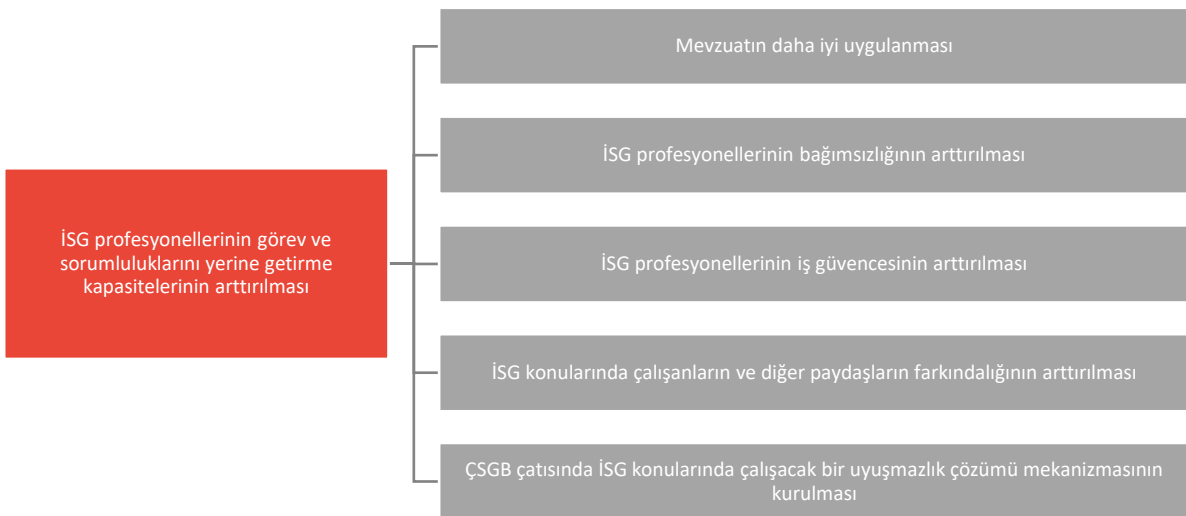 Mevzuatın daha iyi uygulanması
İSG profesyonellerinin bağımsızlığının arttırılması
İSG profesyonellerinin görev ve
sorumluluklarını yerine getirme
kapasitelerinin arttırılması
İSG profesyonellerinin iş güvencesinin arttırılması
İSG konularında çalışanların ve diğer paydaşların farkındalığının arttırılması
ÇSGB çatısında İSG konularında çalışacak bir uyuşmazlık çözümü mekanizmasının
kurulması